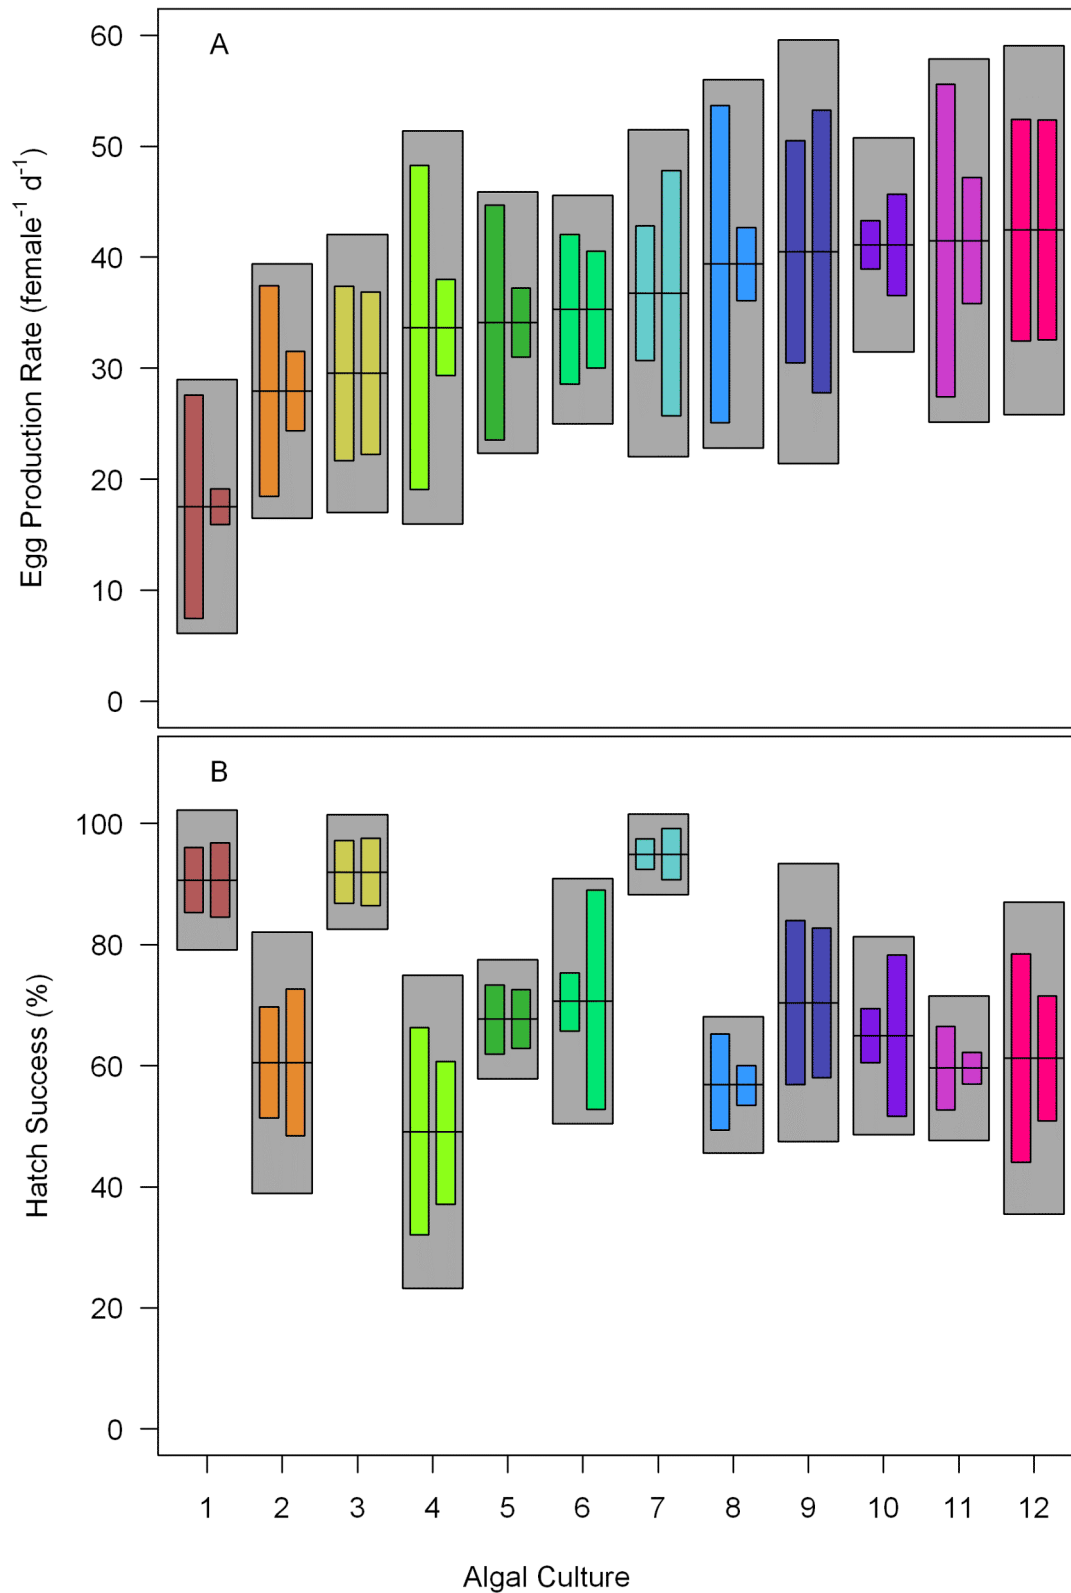 A
60
50
40
30
20
10
0
Egg Production Rate (female⁻¹ d⁻¹)
B
100
80
60
40
20
0
Hatch Success (%)
1 2 3 4 5 6 7 8 9 10 11 12
Algal Culture